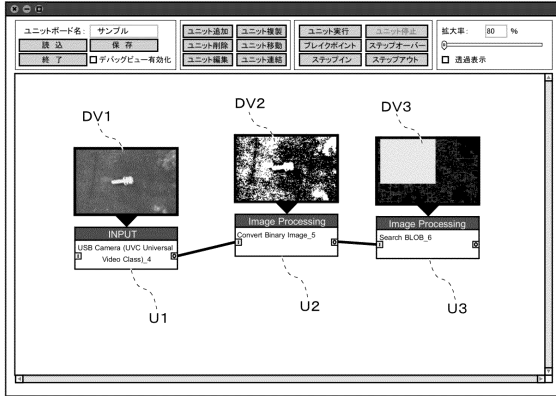 ユニットボード名: サンプル
読 込 保 存
終 了 デバッグビュー有効化
ユニット追加 ユニット複製
ユニット削除 ユニット移動
ユニット編集 ユニット連結
ユニット実行 ユニット停止
ブレイクポイント ステップオーバー
ステップイン ステップアウト
拡大率: 80 %
透過表示
DV1
DV2
DV3
INPUT
USB Camera (UVC Universal
Video Class)_4
I O
U1
Image Processing
Convert Binary Image_5
I O
U2
Image Processing
Search BLOB_6
I O
U3